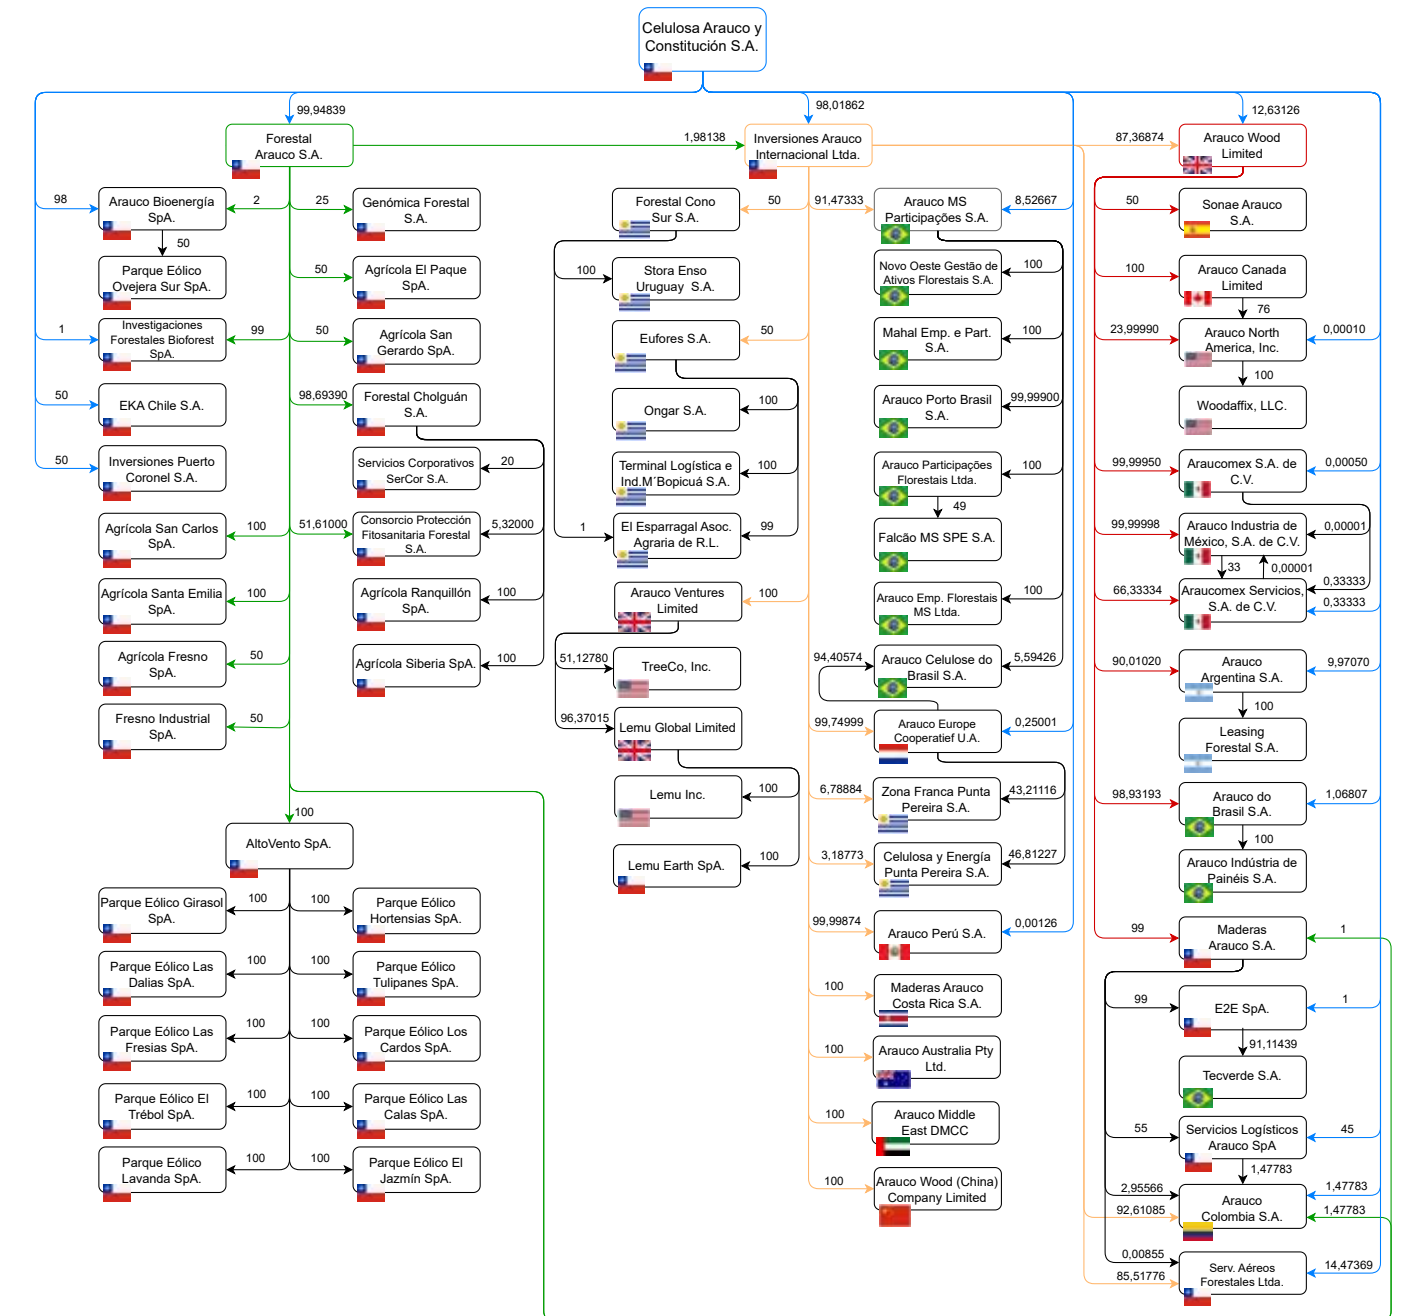 Celulosa Arauco y
Constitución S.A.
99,94839
98,01862
12,63126
Forestal
Arauco S.A.
1,98138
Inversiones Arauco
Internacional Ltda.
87,36874
Arauco Wood
Limited
98
Arauco Bioenergía
SpA.
2
25
Genómica Forestal
S.A.
Forestal Cono
Sur S.A.
50
91,47333
Arauco MS
Participações S.A.
8,52667
50
Sonae Arauco
S.A.
50
Parque Eólico
Ovejera Sur SpA.
50
Agrícola El Paque
SpA.
100
Stora Enso
Uruguay S.A.
Novo Oeste Gestão de
Ativos Florestais S.A.
100
100
Arauco Canada
Limited
76
1
Investigaciones
Forestales Bioforest
SpA.
99
50
Agrícola San
Gerardo SpA.
Eufores S.A.
50
Mahal Emp. e Part.
S.A.
100
23,99990
Arauco North
America, Inc.
0,00010
100
50
EKA Chile S.A.
98,69390
Forestal Cholguán
S.A.
Ongar S.A.
100
Arauco Porto Brasil
S.A.
99,99900
Woodaffix, LLC.
50
Inversiones Puerto
Coronel S.A.
Servicios Corporativos
SerCor S.A.
20
Terminal Logística e
Ind.M´Bopicuá S.A.
100
Arauco Participações
Florestais Ltda.
100
49
99,99950
Araucomex S.A. de
C.V.
0,00050
Agrícola San Carlos
SpA.
100
51,61000
Consorcio Protección
Fitosanitaria Forestal
S.A.
5,32000
1
El Esparragal Asoc.
Agraria de R.L.
99
Falcão MS SPE S.A.
99,99998
Arauco Industria de
México, S.A. de C.V.
0,00001
33
0,00001
Agrícola Santa Emilia
SpA.
100
Agrícola Ranquillón
SpA.
100
Arauco Ventures
Limited
100
Arauco Emp. Florestais
MS Ltda.
100
66,33334
Araucomex Servicios,
S.A. de C.V.
0,33333
0,33333
Agrícola Fresno
SpA.
50
Agrícola Siberia SpA.
100
51,12780
TreeCo, Inc.
94,40574
Arauco Celulose do
Brasil S.A.
5,59426
90,01020
Arauco
Argentina S.A.
9,97070
100
Fresno Industrial
SpA.
50
96,37015
Lemu Global Limited
99,74999
Arauco Europe
Cooperatief U.A.
0,25001
Leasing
Forestal S.A.
Lemu Inc.
100
6,78884
Zona Franca Punta
Pereira S.A.
43,21116
98,93193
Arauco do
Brasil S.A.
1,06807
100
100
AltoVento SpA.
Lemu Earth SpA.
100
3,18773
Celulosa y Energía
Punta Pereira S.A.
46,81227
Arauco Indústria de
Painéis S.A.
Parque Eólico Girasol
SpA.
100
100
Parque Eólico
Hortensias SpA.
99,99874
Arauco Perú S.A.
0,00126
99
Maderas
Arauco S.A.
1
Parque Eólico Las
Dalias SpA.
100
100
Parque Eólico
Tulipanes SpA.
100
Maderas Arauco
Costa Rica S.A.
99
E2E SpA.
1
91,11439
Parque Eólico Las
Fresias SpA.
100
100
Parque Eólico Los
Cardos SpA.
100
Arauco Australia Pty
Ltd.
Tecverde S.A.
Parque Eólico El
Trébol SpA.
100
100
Parque Eólico Las
Calas SpA.
100
Arauco Middle
East DMCC
55
Servicios Logísticos
Arauco SpA
45
1,47783
Parque Eólico
Lavanda SpA.
100
100
Parque Eólico El
Jazmín SpA.
100
Arauco Wood (China)
Company Limited
2,95566
92,61085
Arauco
Colombia S.A.
1,47783
1,47783
0,00855
85,51776
Serv. Aéreos
Forestales Ltda.
14,47369